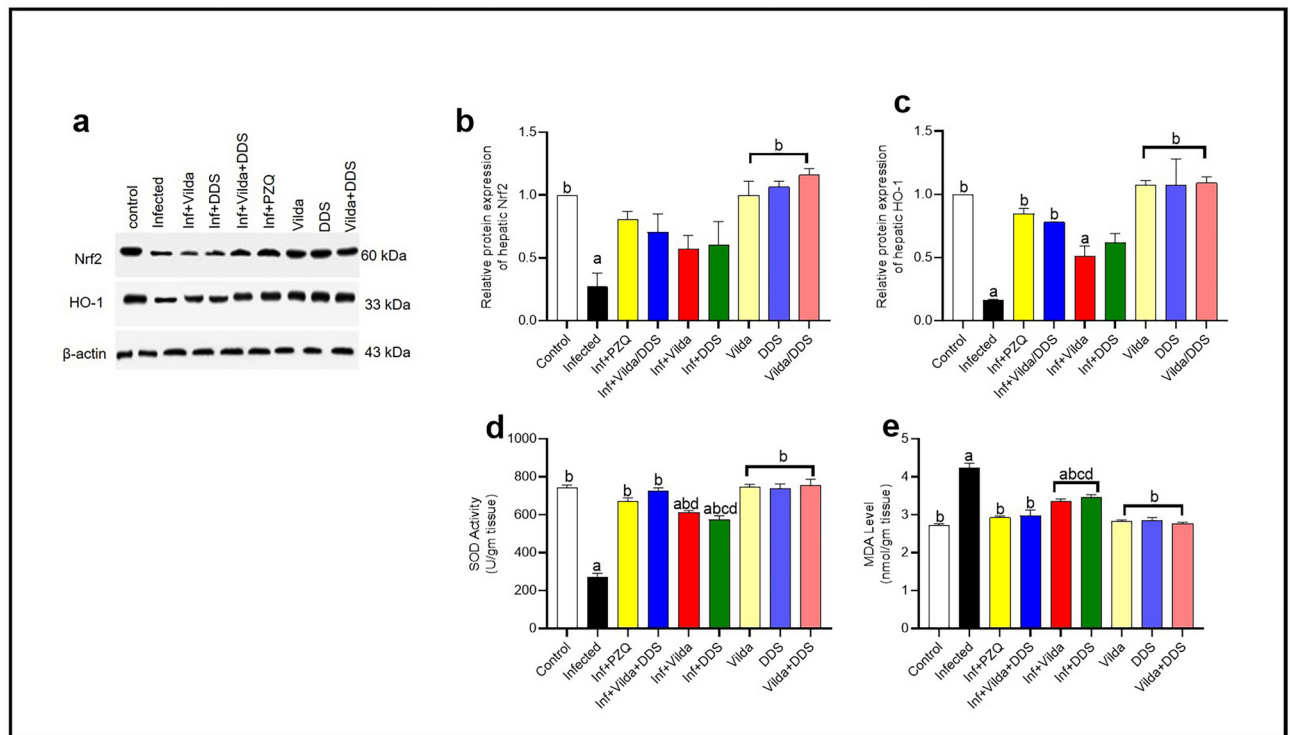 a
control
Infected
Inf+Vilda
Inf+DDS
Inf+Vilda+DDS
Inf+PZQ
Vilda
DDS
Vilda+DDS
Nrf2
60 kDa
HO-1
33 kDa
β-actin
43 kDa
b
Relative protein expression
of hepatic Nrf2
1.5
1.0
0.5
0.0
b
a
b
Control
Infected
Inf+PZQ
Inf+Vilda/DDS
Inf+Vilda
Inf+DDS
Vilda
DDS
Vilda/DDS
c
Relative protein expression
of hepatic HO-1
1.5
1.0
0.5
0.0
b
a
b
b
a
b
Control
Infected
Inf+PZQ
Inf+Vilda/DDS
Inf+Vilda
Inf+DDS
Vilda
DDS
Vilda/DDS
d
SOD Activity
(U/gm tissue)
1000
800
600
400
200
0
b
a
b
b
abd
abcd
b
Control
Infected
Inf+PZQ
Inf+Vilda+DDS
Inf+Vilda
Inf+DDS
Vilda
DDS
Vilda+DDS
e
MDA Level
(nmol/gm tissue)
5
4
3
2
1
0
b
a
b
b
abcd
b
Control
Infected
Inf+PZQ
Inf+Vilda+DDS
Inf+Vilda
Inf+DDS
Vilda
DDS
Vilda+DDS